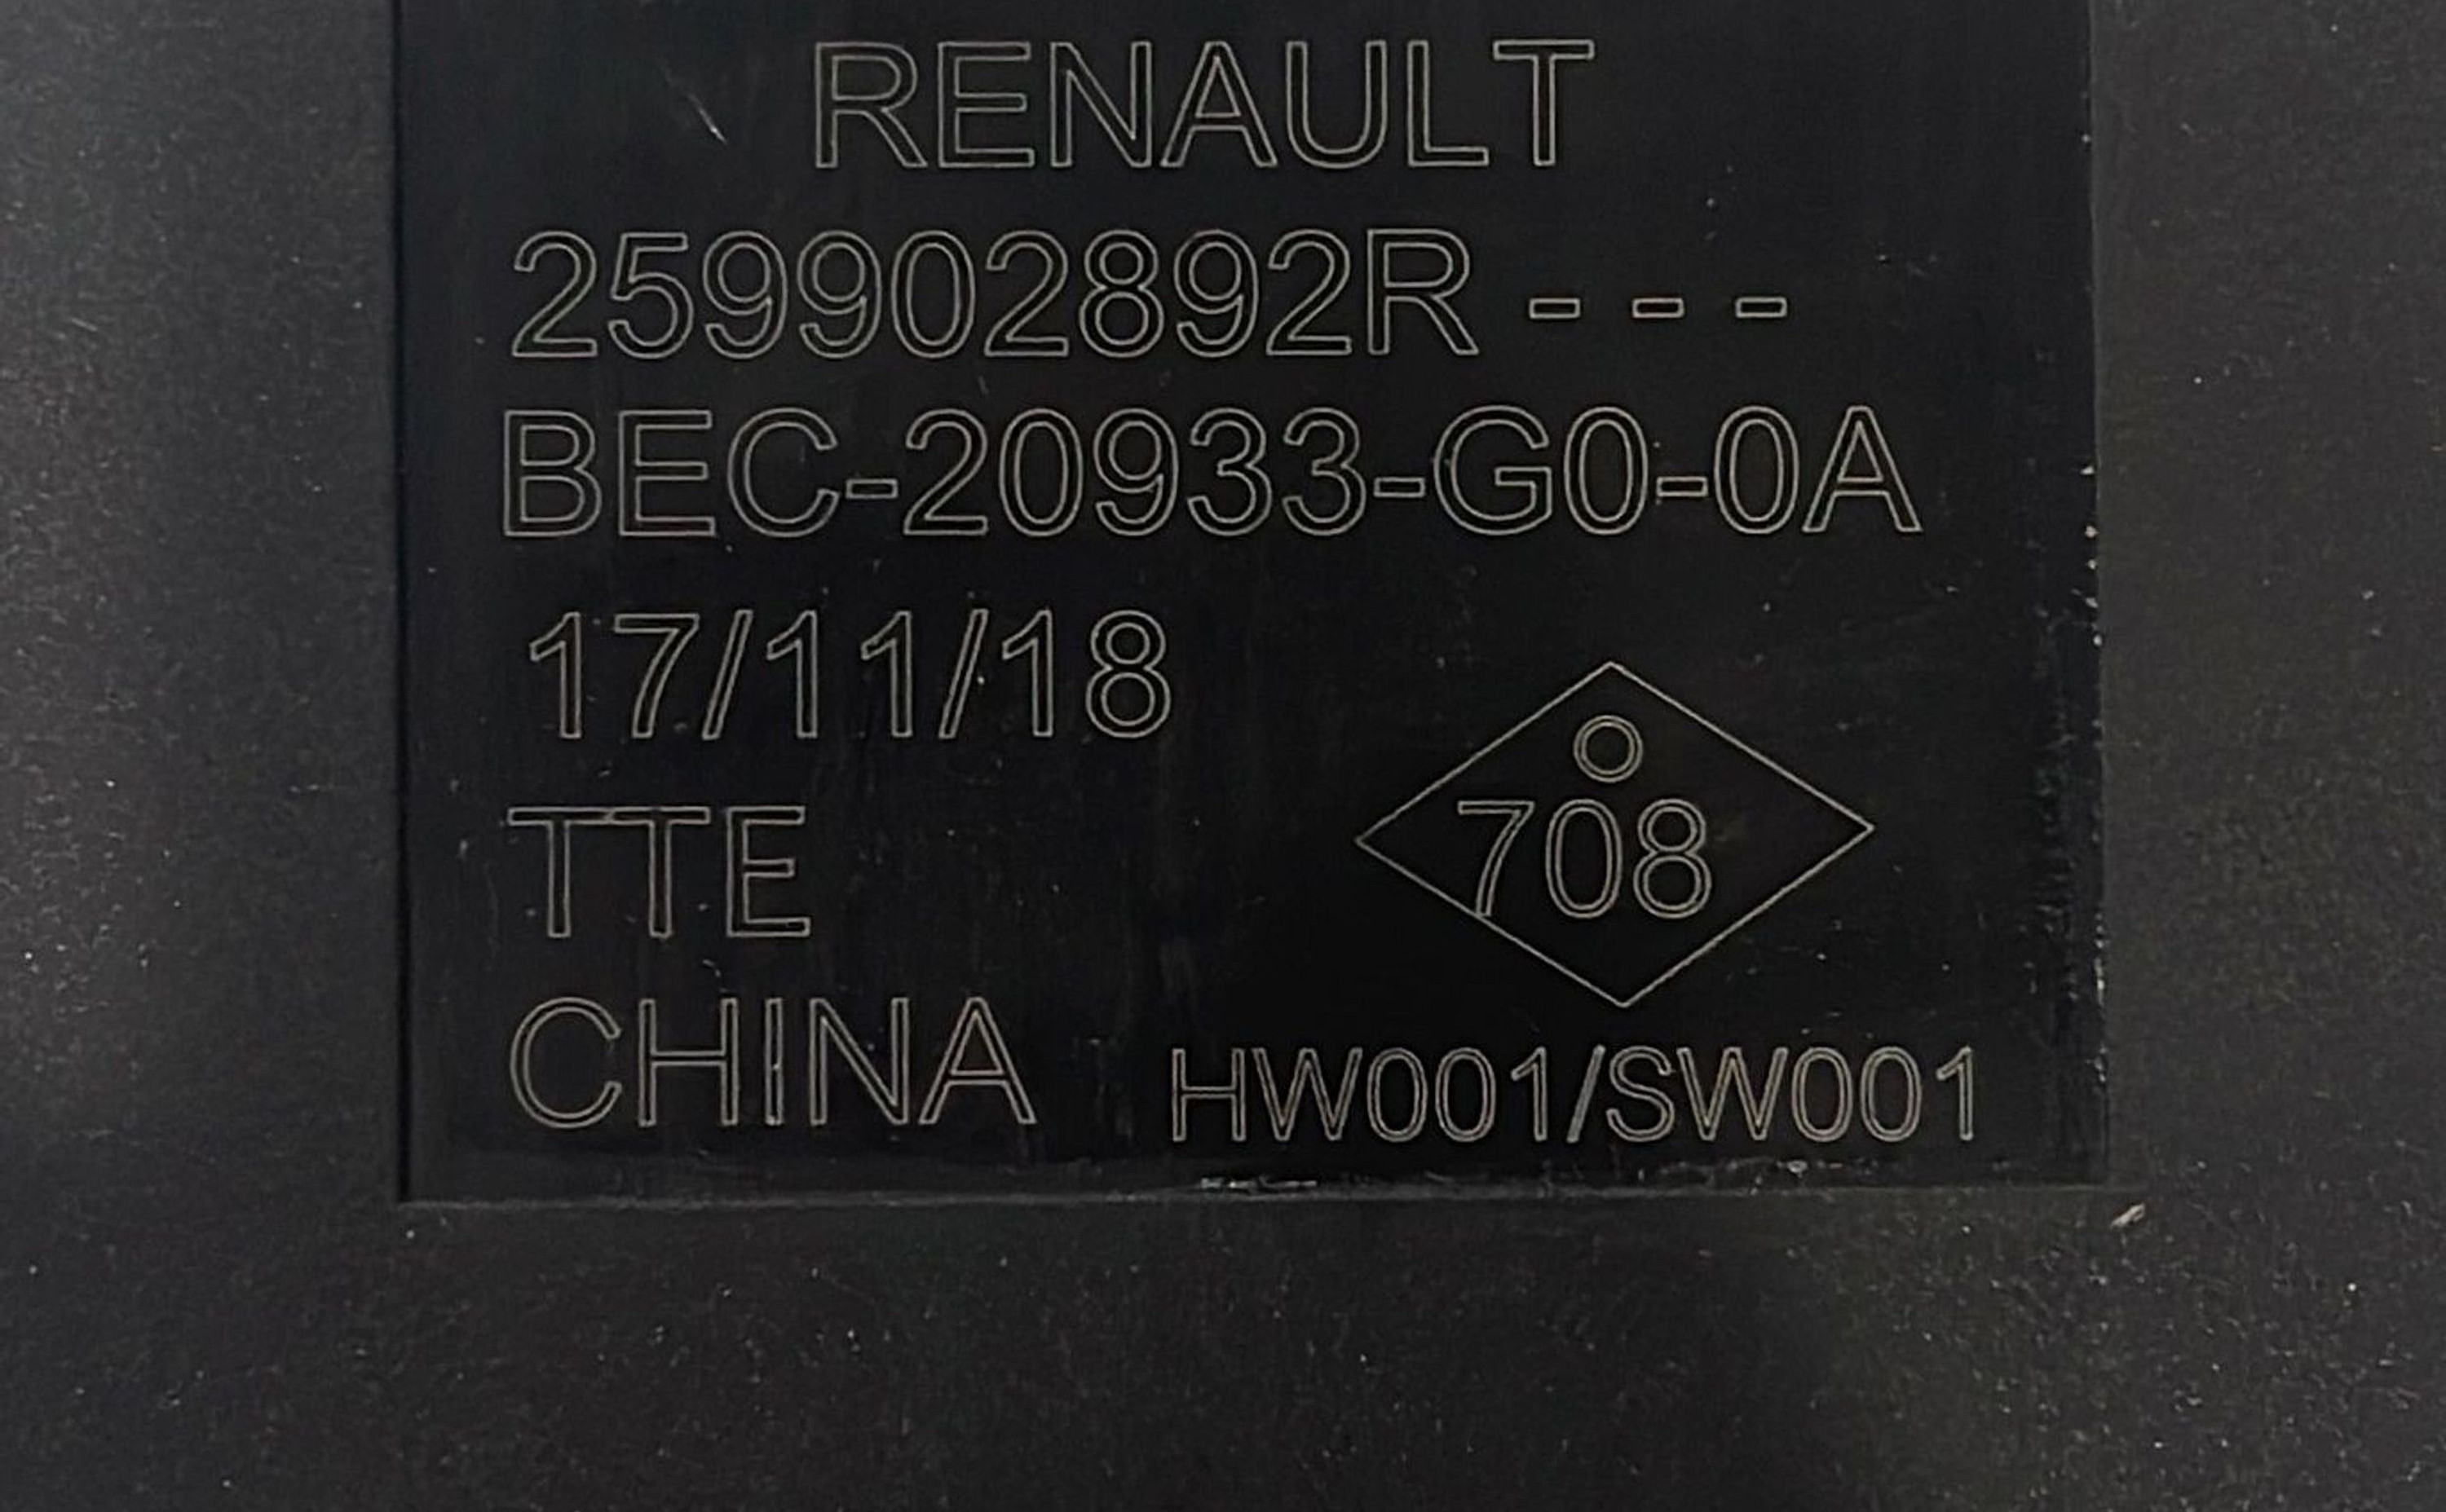 RENAULT
259902892R - - -
BEC-20933-G0-0A
17/11/18
O
708
TTE
CHINA
HW001/SW001